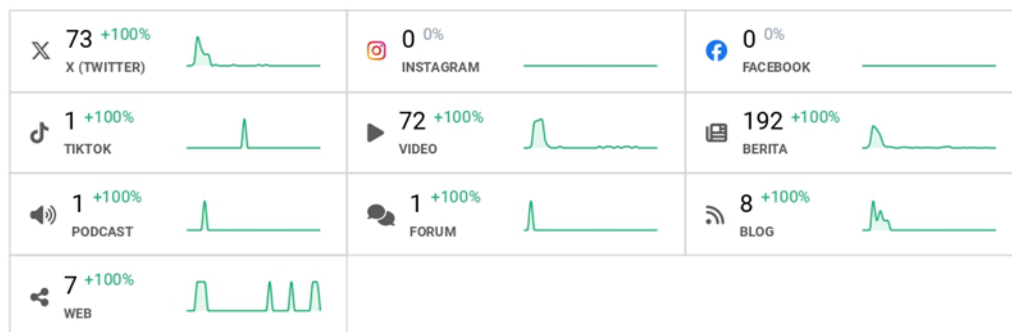 73 +100%
X (TWITTER)
0 0%
INSTAGRAM
0 0%
FACEBOOK
1 +100%
TIKTOK
72 +100%
VIDEO
192 +100%
BERITA
1 +100%
PODCAST
1 +100%
FORUM
8 +100%
BLOG
7 +100%
WEB